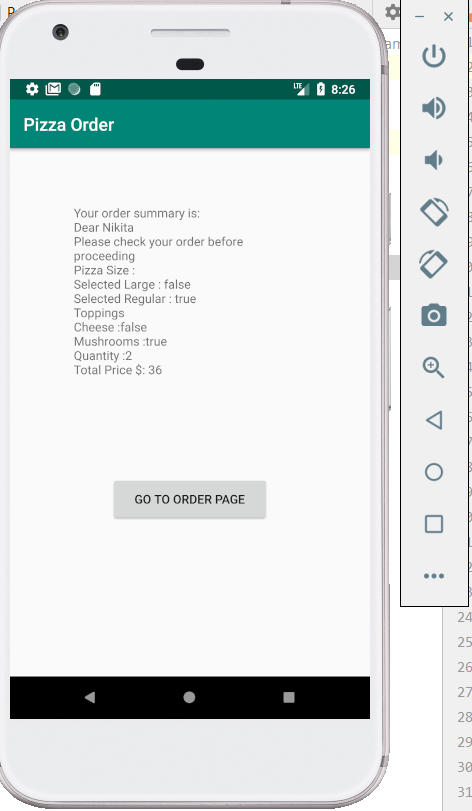 P
8:26
Pizza Order
Your order summary is:
Dear Nikita
Please check your order before
proceeding
Pizza Size :
Selected Large : false
Selected Regular : true
Toppings
Cheese :false
Mushrooms :true
Quantity :2
Total Price $: 36
GO TO ORDER PAGE
LTE
am
24
25
26
27
28
29
30
31